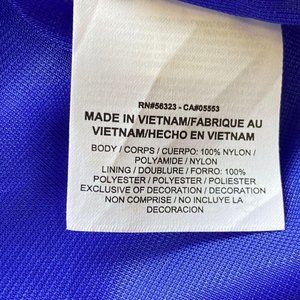 RN#56323 - CA#05553
MADE IN VIETNAM/FABRIQUE AU
VIETNAM/HECHO EN VIETNAM
BODY / CORPS / CUERPO: 100% NYLON /
POLYAMIDE / NYLON
LINING / DOUBLURE / FORRO: 100%
POLYESTER / POLYESTER / POLIESTER
EXCLUSIVE OF DECORATION / DECORATION
NON COMPRISE / NO INCLUYE LA
DECORACION